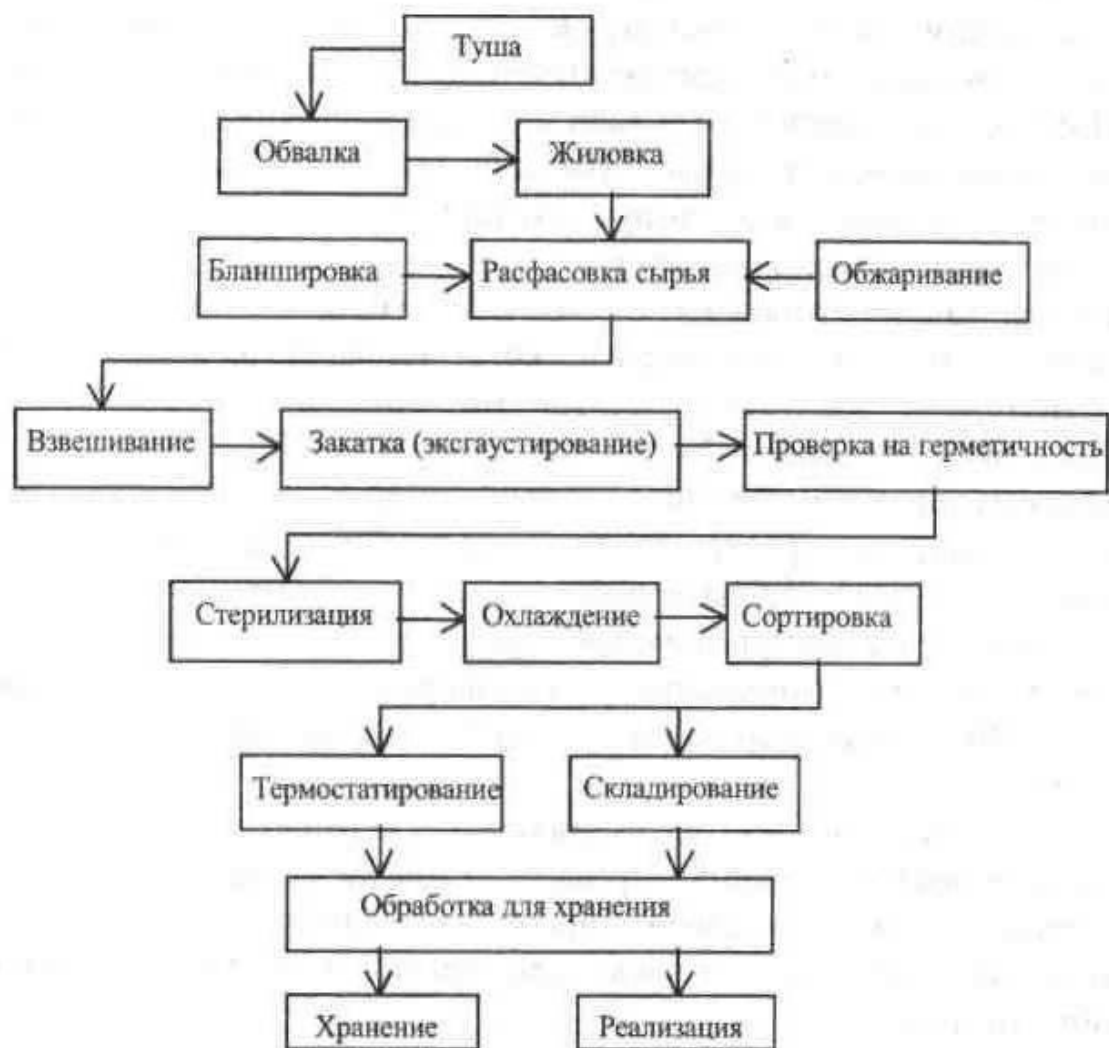 Туша
Обвалка
Жиловка
Бланшировка
Расфасовка сырья
Обжаривание
Взвешивание
Закатка (эксгаустирование)
Проверка на герметичность
Стерилизация
Охлаждение
Сортировка
Термостатирование
Складирование
Обработка для хранения
Хранение
Реализация